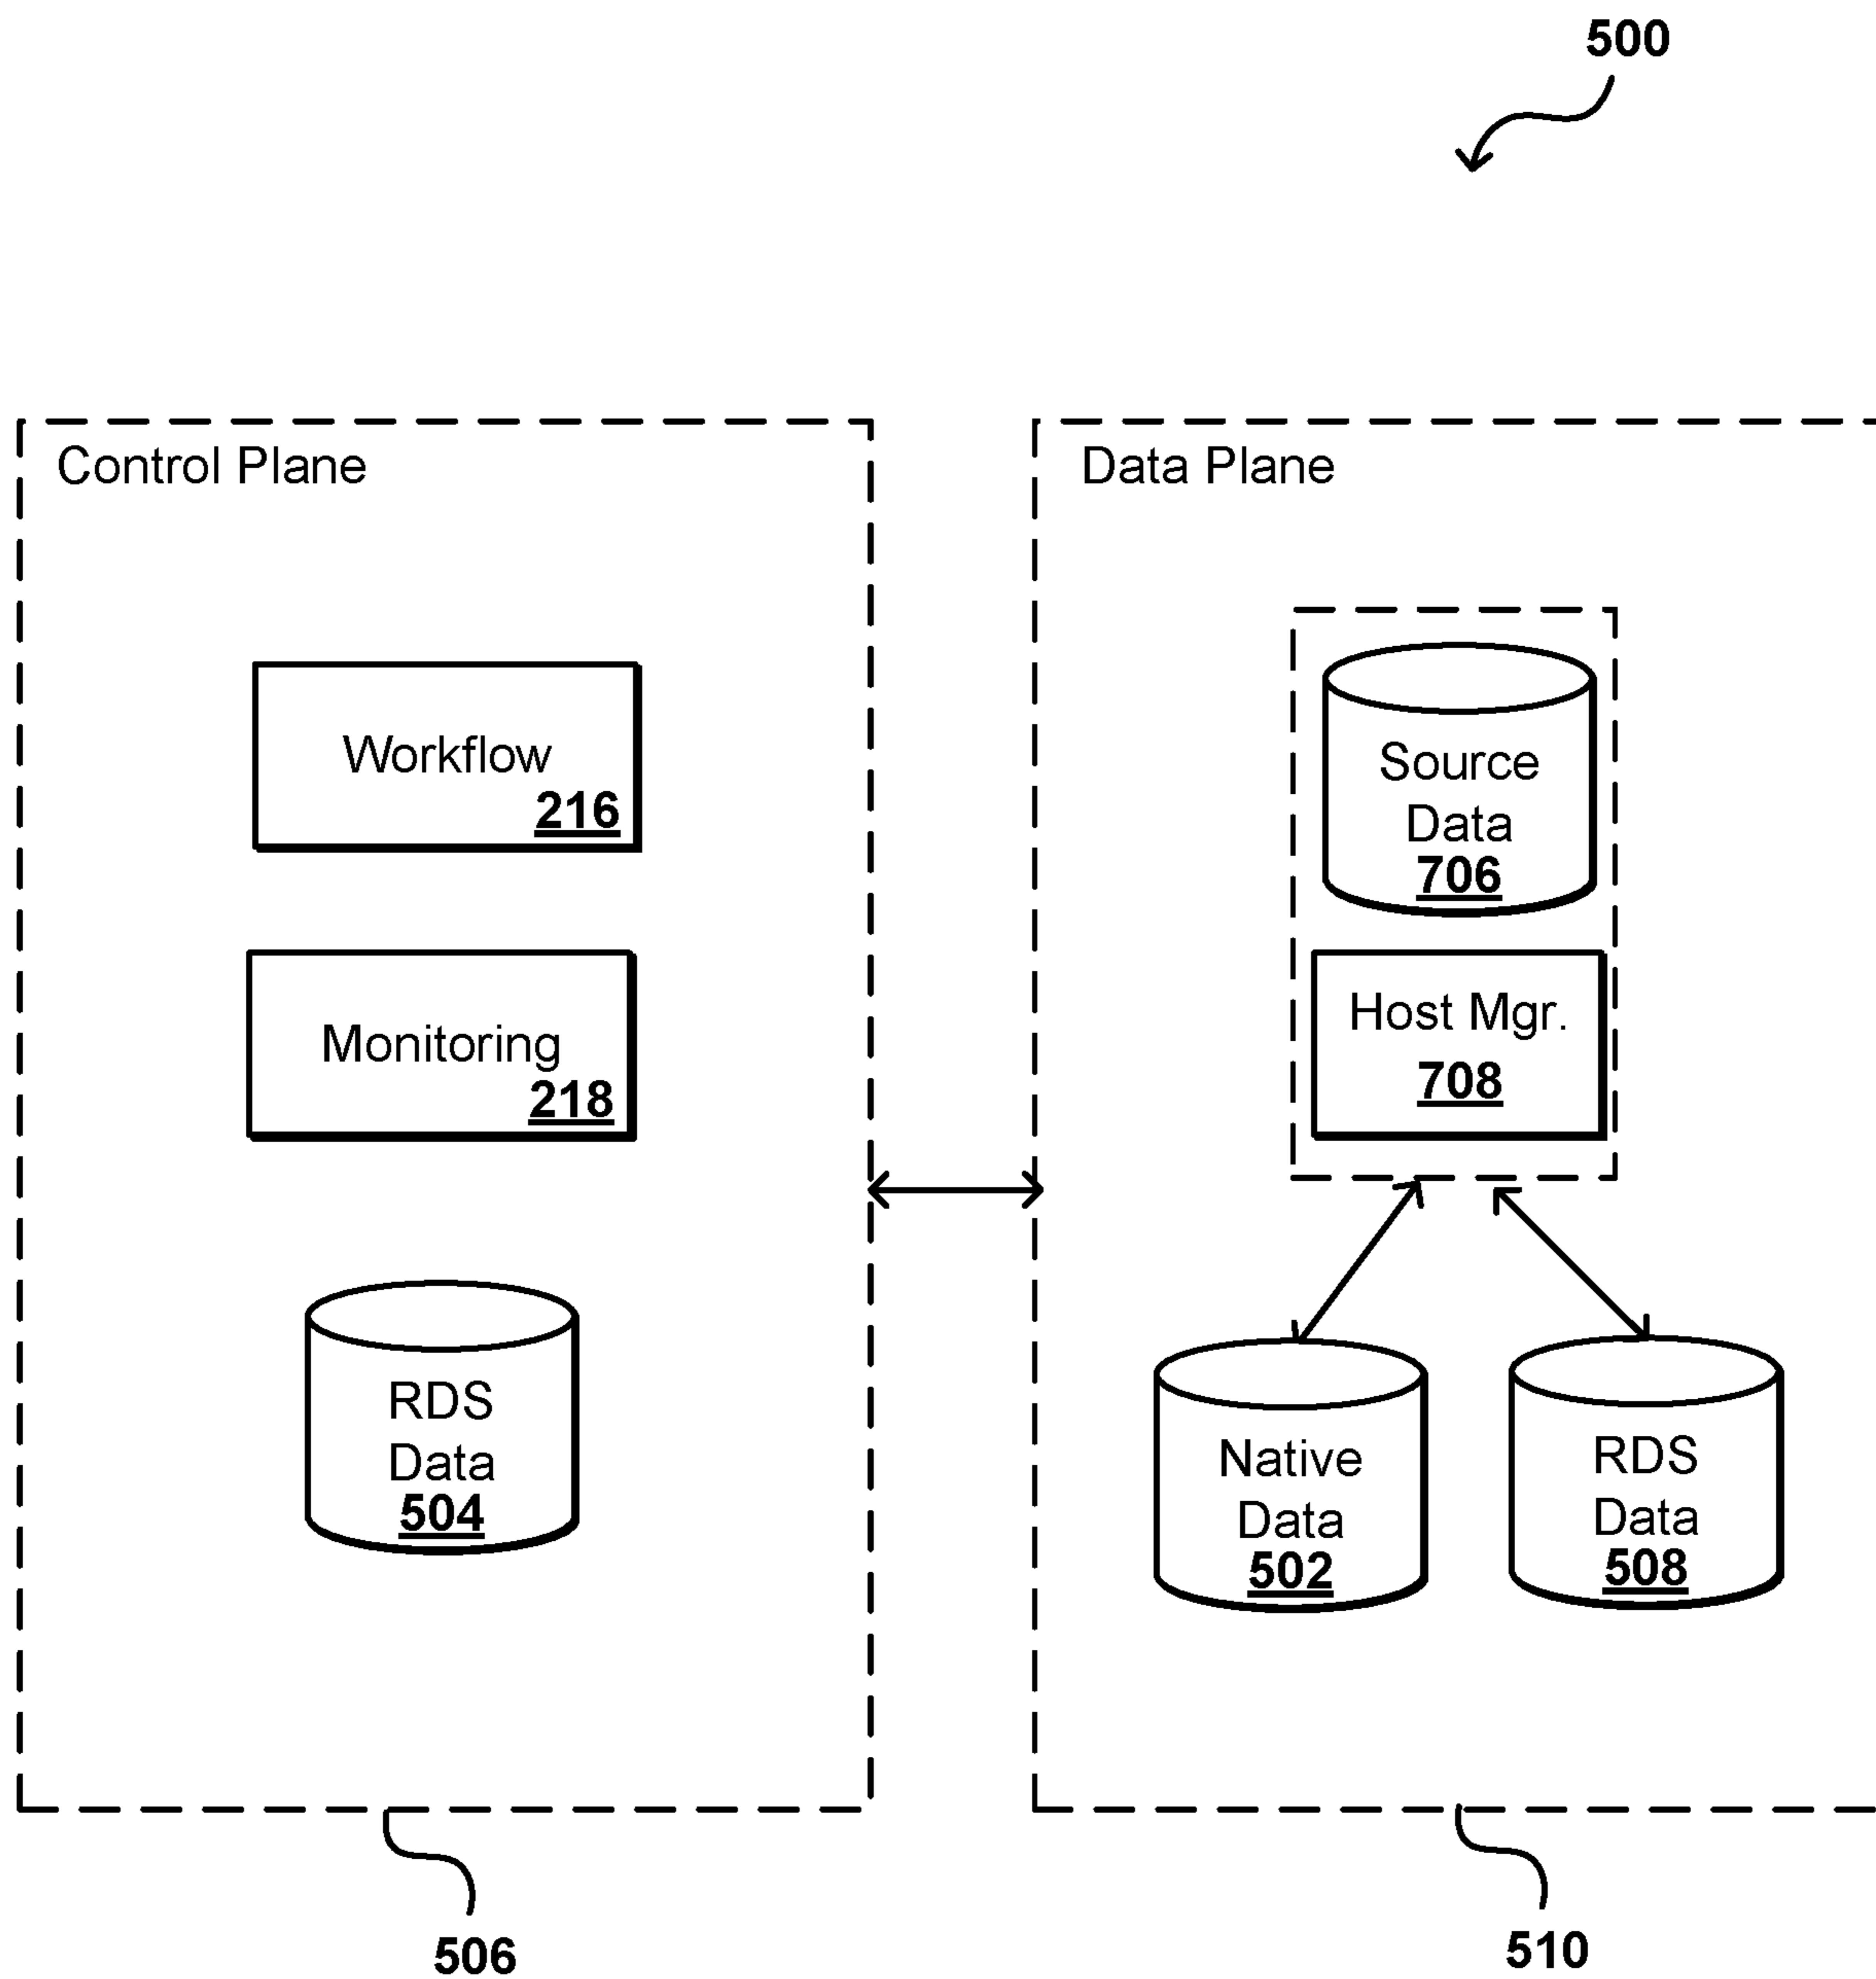 500
Control Plane
Workflow
216
Monitoring
218
RDS
Data
504
506
Data Plane
Source
Data
706
Host Mgr.
708
Native
Data
502
RDS
Data
508
510